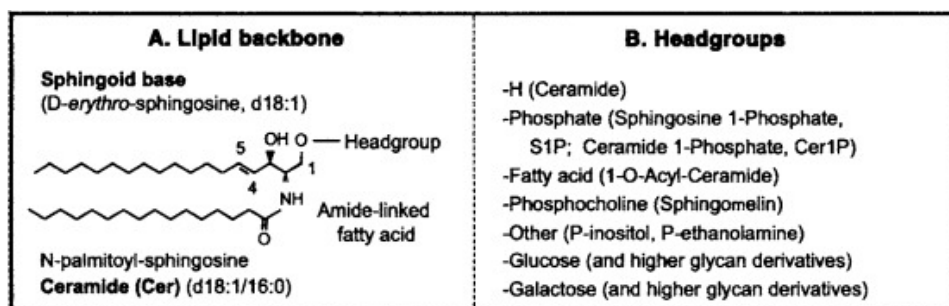 A. Lipid backbone
Sphingoid base
(D-erythro-sphingosine, d18:1)
OH
O
Headgroup
5
4
1
NH
O
Amide-linked
fatty acid
N-palmitoyl-sphingosine
Ceramide (Cer) (d18:1/16:0)
B. Headgroups
-H (Ceramide)
-Phosphate (Sphingosine 1-Phosphate,
S1P; Ceramide 1-Phosphate, Cer1P)
-Fatty acid (1-O-Acyl-Ceramide)
-Phosphocholine (Sphingomelin)
-Other (P-inositol, P-ethanolamine)
-Glucose (and higher glycan derivatives)
-Galactose (and higher glycan derivatives)